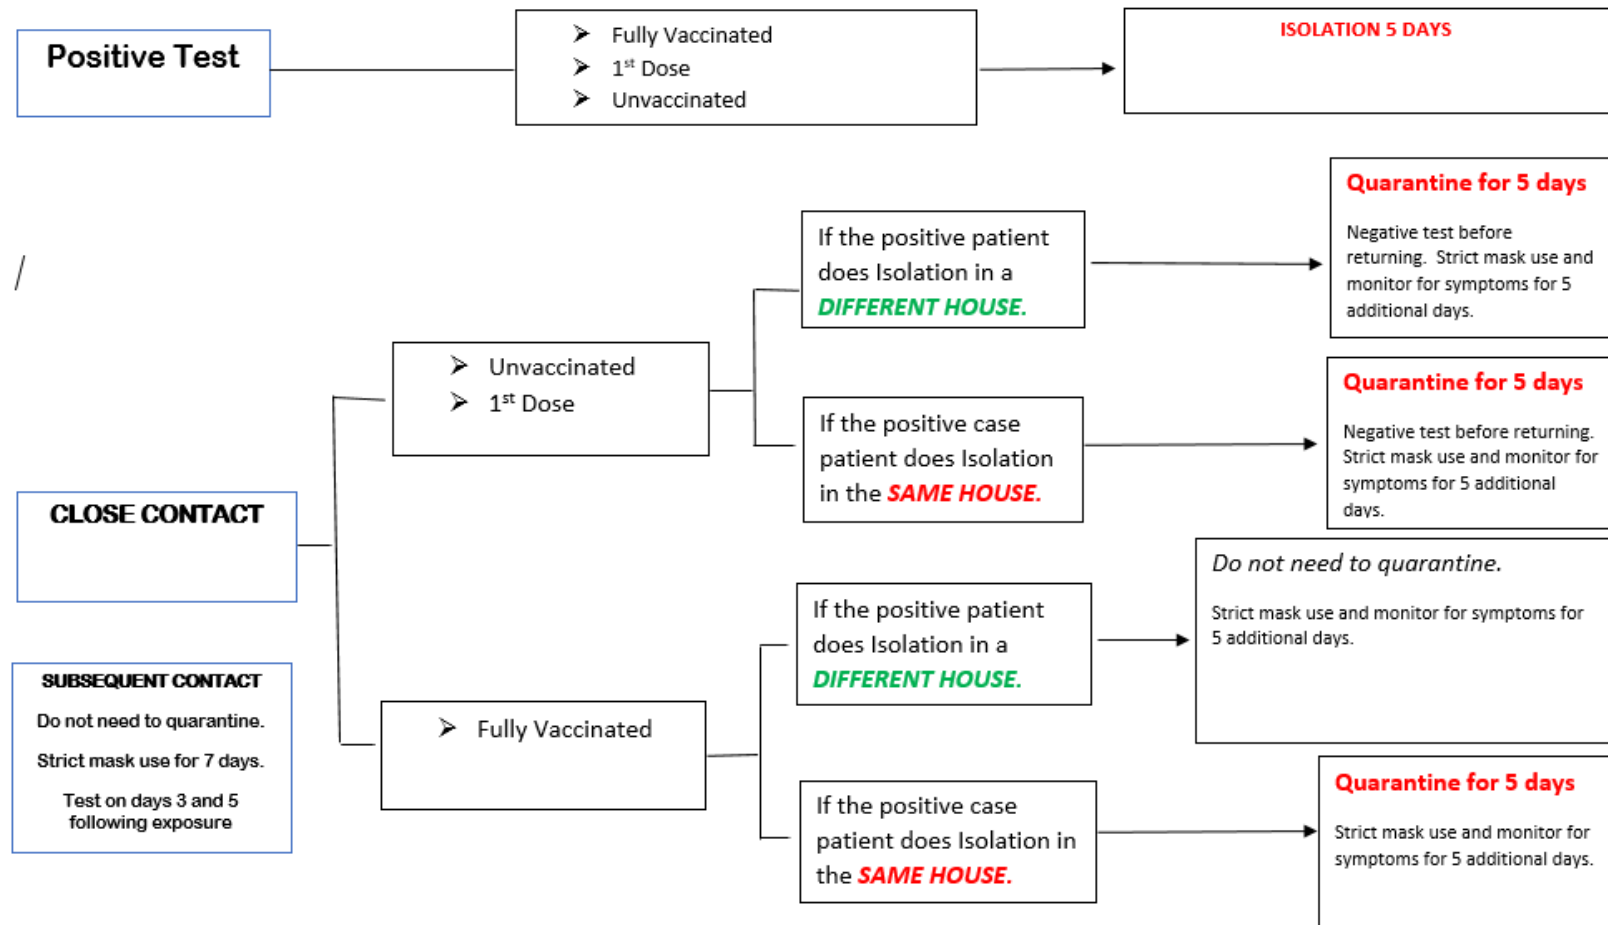 Positive Test
➢ Fully Vaccinated
➢ 1st Dose
➢ Unvaccinated
ISOLATION 5 DAYS
/
CLOSE CONTACT
➢ Unvaccinated
➢ 1st Dose
If the positive patient
does Isolation in a
DIFFERENT HOUSE.
Quarantine for 5 days
Negative test before
returning. Strict mask use and
monitor for symptoms for 5
additional days.
If the positive case
patient does Isolation
in the SAME HOUSE.
Quarantine for 5 days
Negative test before returning.
Strict mask use and monitor for
symptoms for 5 additional
days.
➢ Fully Vaccinated
If the positive patient
does Isolation in a
DIFFERENT HOUSE.
Do not need to quarantine.
Strict mask use and monitor for symptoms for
5 additional days.
If the positive case
patient does Isolation in
the SAME HOUSE.
Quarantine for 5 days
Strict mask use and monitor for
symptoms for 5 additional days.
SUBSEQUENT CONTACT
Do not need to quarantine.
Strict mask use for 7 days.
Test on days 3 and 5
following exposure